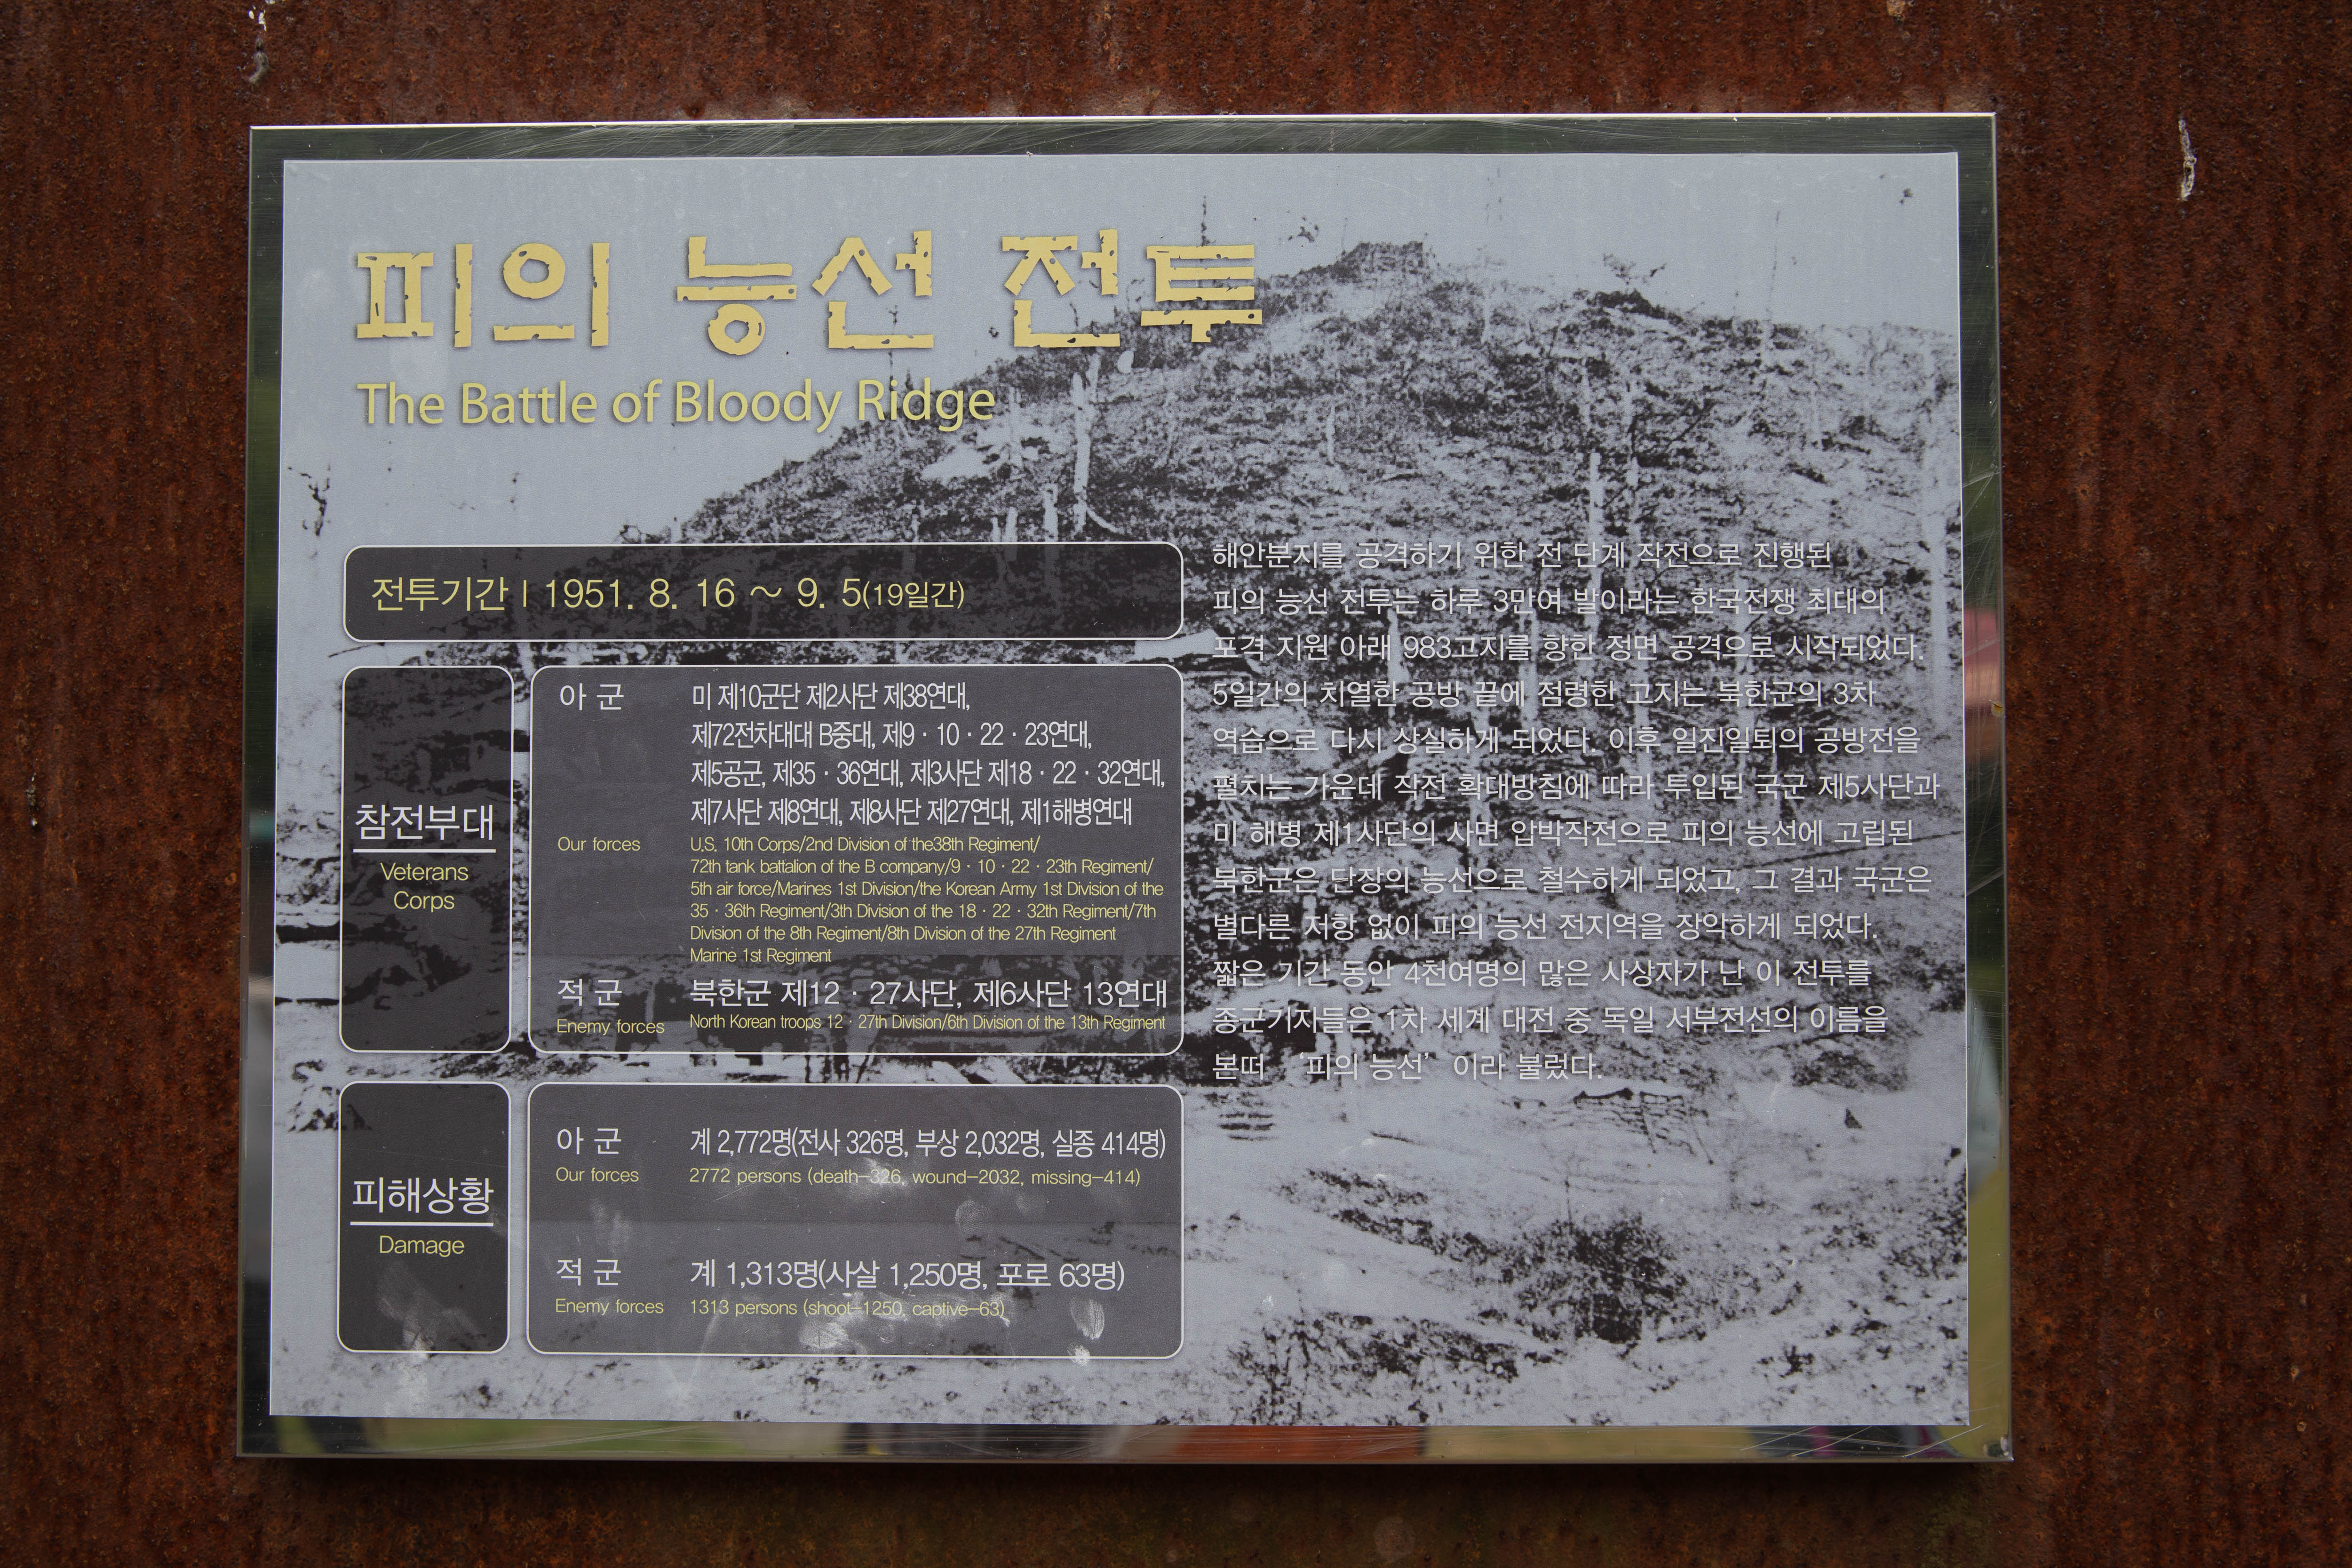 피의 능선 전투
The Battle of Bloody Ridge
전투기간 | 1951. 8. 16 ~ 9. 5(19일간)
참전부대
Veterans
Corps
아 군 미 제10군단 제2사단 제38연대,
제72전차대대 B중대, 제9 · 10 · 22 · 23연대,
제5공군, 제35 · 36연대, 제3사단 제18 · 22 · 32연대,
제7사단 제8연대, 제8사단 제27연대, 제1해병연대
Our forces U.S. 10th Corps/2nd Division of the38th Regiment/
72th tank battalion of the B company/9 · 10 · 22 · 23th Regiment/
5th air force/Marines 1st Division/the Korean Army 1st Division of the
35 · 36th Regiment/3th Division of the 18 · 22 · 32th Regiment/7th
Division of the 8th Regiment/8th Division of the 27th Regiment
Marine 1st Regiment
적 군 북한군 제12 · 27사단, 제6사단 13연대
Enemy forces North Korean troops 12 · 27th Division/6th Division of the 13th Regiment
피해상황
Damage
아 군 계 2,772명(전사 326명, 부상 2,032명, 실종 414명)
Our forces 2772 persons (death-326, wound-2032, missing-414)
적 군 계 1,313명(사살 1,250명, 포로 63명)
Enemy forces 1313 persons (shoot-1250, captive-63)
해안분지를 공격하기 위한 전 단계 작전으로 진행된
피의 능선 전투는 하루 3만여 발이라는 한국전쟁 최대의
포격 지원 아래 983고지를 향한 정면 공격으로 시작되었다.
5일간의 치열한 공방 끝에 점령한 고지는 북한군의 3차
역습으로 다시 상실하게 되었다. 이후 일진일퇴의 공방전을
펼치는 가운데 작전 확대방침에 따라 투입된 국군 제5사단과
미 해병 제1사단의 사면 압박작전으로 피의 능선에 고립된
북한군은 단장의 능선으로 철수하게 되었고, 그 결과 국군은
별다른 저항 없이 피의 능선 전지역을 장악하게 되었다.
짧은 기간 동안 4천여명의 많은 사상자가 난 이 전투를
종군기자들은 1차 세계 대전 중 독일 서부전선의 이름을
본떠 ‘피의 능선’ 이라 불렀다.